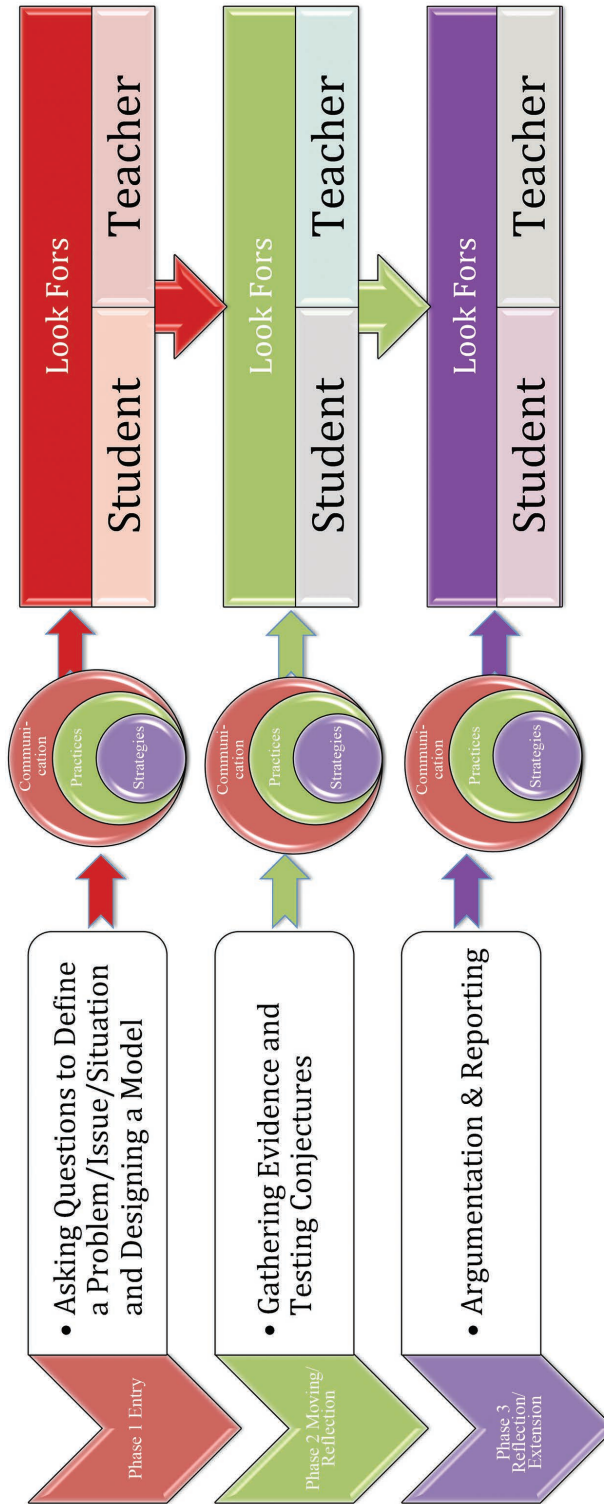 Phase 1 Entry
• Asking Questions to Define
a Problem/Issue/Situation
and Designing a Model
Communi-
cation
Practices
Strategies
Look Fors
Student
Teacher
Phase 2 Moving/
Reflection
• Gathering Evidence and
Testing Conjectures
Communi-
cation
Practices
Strategies
Look Fors
Student
Teacher
Phase 3
Reflection/
Extension
• Argumentation & Reporting
Communi-
cation
Practices
Strategies
Look Fors
Student
Teacher